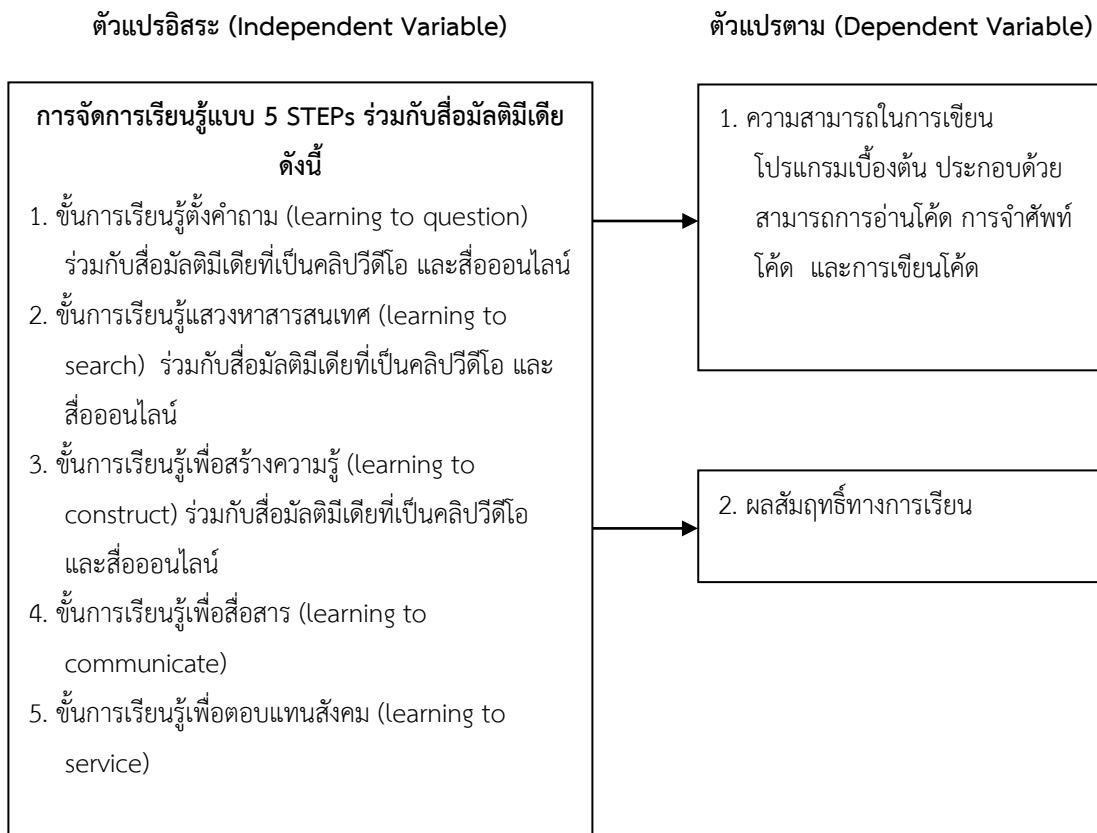 ตัวแปรอิสระ (Independent Variable)
ตัวแปรตาม (Dependent Variable)
การจัดการเรียนรู้แบบ 5 STEPs ร่วมกับสื่อมัลติมีเดีย
ดังนี้
1. ขั้นการเรียนรู้ตั้งคำถาม (learning to question)
ร่วมกับสื่อมัลติมีเดียที่เป็นคลิปวีดีโอ และสื่อออนไลน์
2. ขั้นการเรียนรู้แสวงหาสารสนเทศ (learning to
search) ร่วมกับสื่อมัลติมีเดียที่เป็นคลิปวีดีโอ และ
สื่อออนไลน์
3. ขั้นการเรียนรู้เพื่อสร้างความรู้ (learning to
construct) ร่วมกับสื่อมัลติมีเดียที่เป็นคลิปวีดีโอ
และสื่อออนไลน์
4. ขั้นการเรียนรู้เพื่อสื่อสาร (learning to
communicate)
5. ขั้นการเรียนรู้เพื่อตอบแทนสังคม (learning to
service)
1. ความสามารถในการเขียน
โปรแกรมเบื้องต้น ประกอบด้วย
สามารถการอ่านโค้ด การจำศัพท์
โค้ด และการเขียนโค้ด
2. ผลสัมฤทธิ์ทางการเรียน